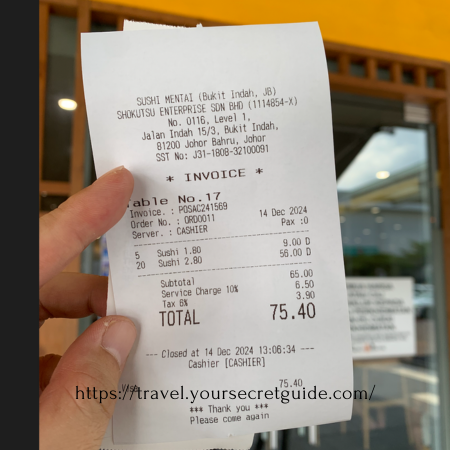 SUSHI MENTAI (Bukit Indah, JB)
SHOKUTSU ENTERPRISE SDN BHD (1114854-X)
No. 0116, Level 1,
Jalan Indah 15/3, Bukit Indah,
81200 Johor Bahru, Johor
SST No: J31-1808-32100091
* INVOICE *
able No.17
Invoice. : POSAC241569
Order No. : ORD0011 14 Dec 2024
Server. : CASHIER Pax :0
5 Sushi 1.80 9.00 D
20 Sushi 2.80 56.00 D
Subtotal 65.00
Service Charge 10% 6.50
Tax 6% 3.90
TOTAL 75.40
--- Closed at 14 Dec 2024 13:06:34 ---
Cashier [CASHIER]
Visa 75.40
https://travel.yoursecretguide.com/
*** Thank you ***
Please come again